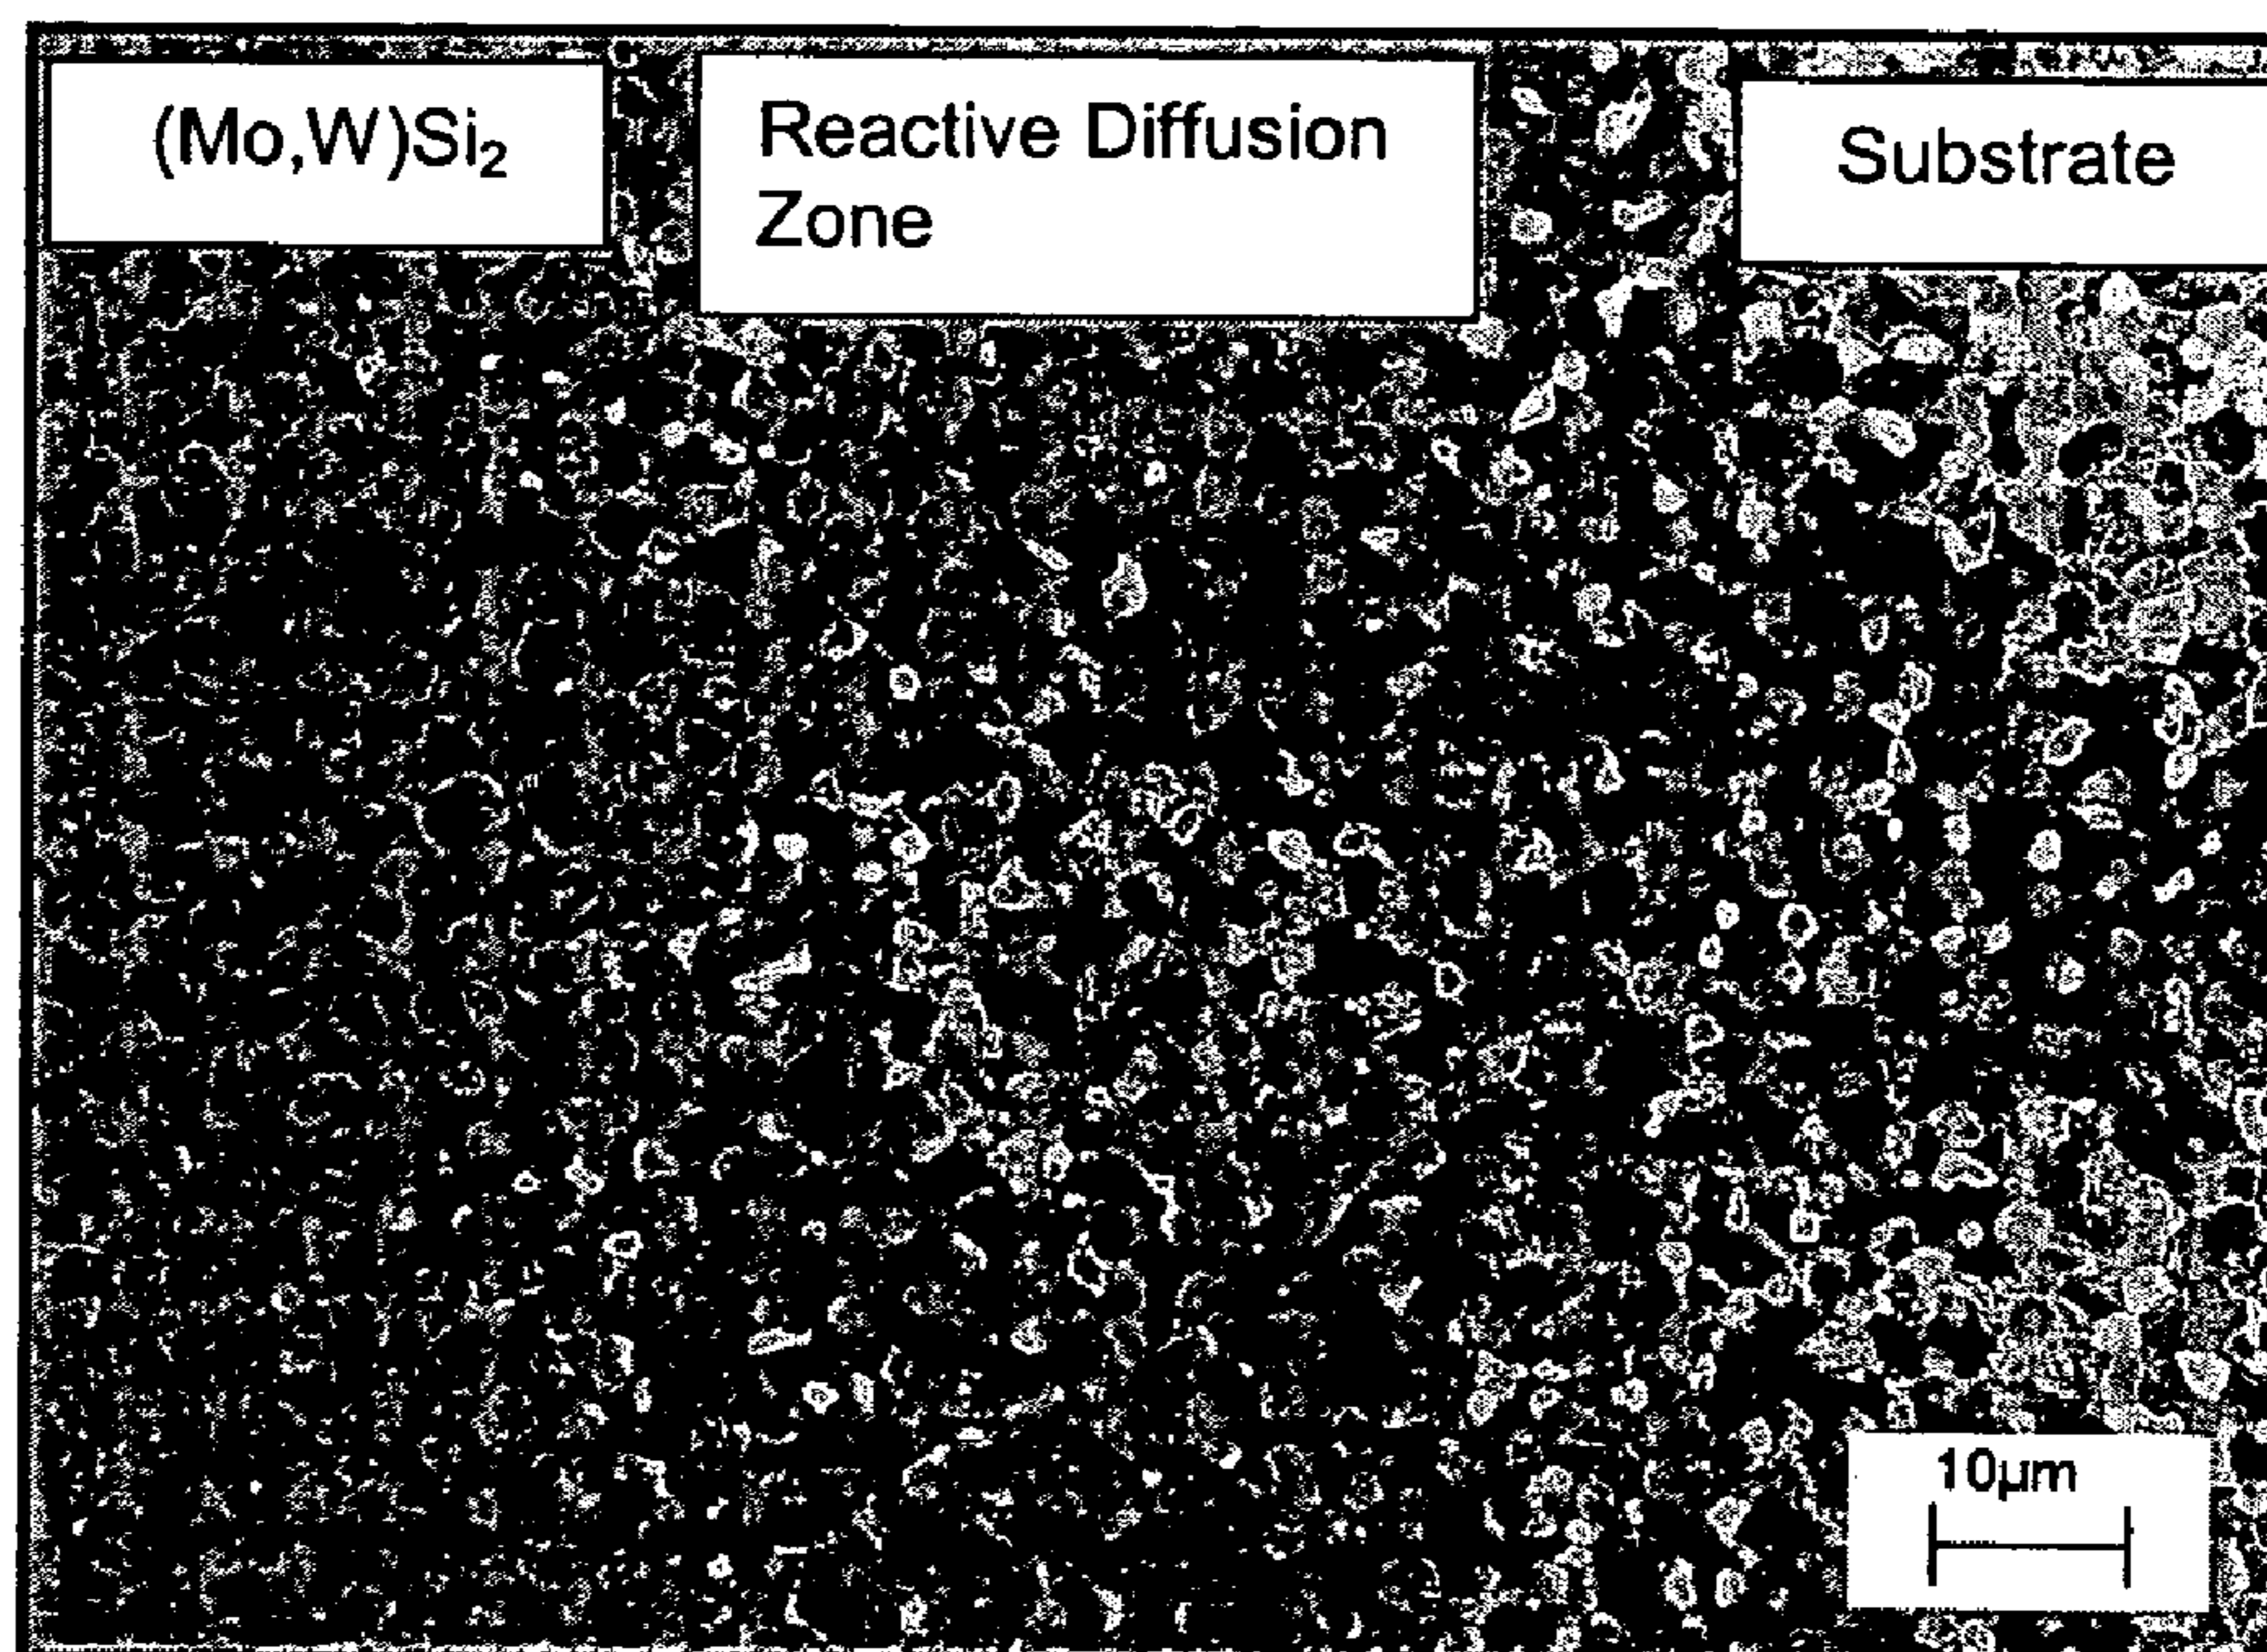 (Mo,W)Si₂
Reactive Diffusion
Zone
Substrate
10µm